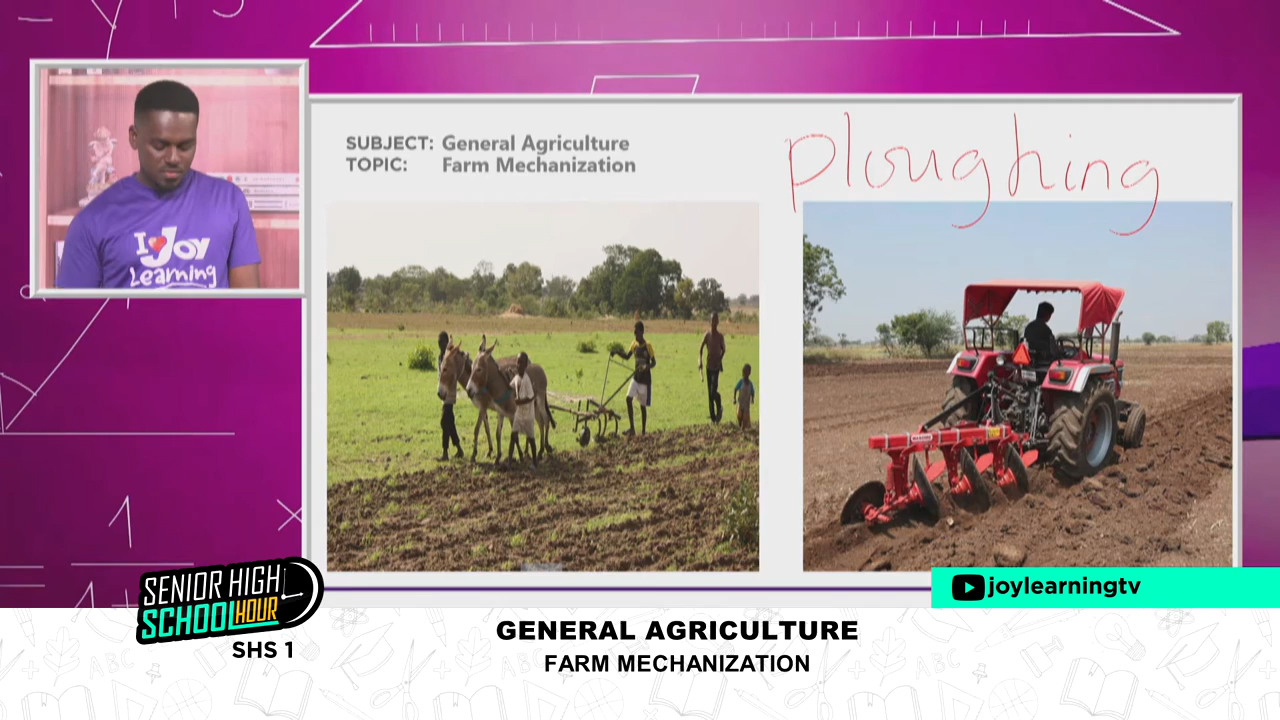 SUBJECT: General Agriculture
TOPIC: Farm Mechanization
ploughing
I Joy
Learning
SENIOR HIGH
SCHOOL HOUR
SHS 1
joylearningtv
GENERAL AGRICULTURE
FARM MECHANIZATION
ABC